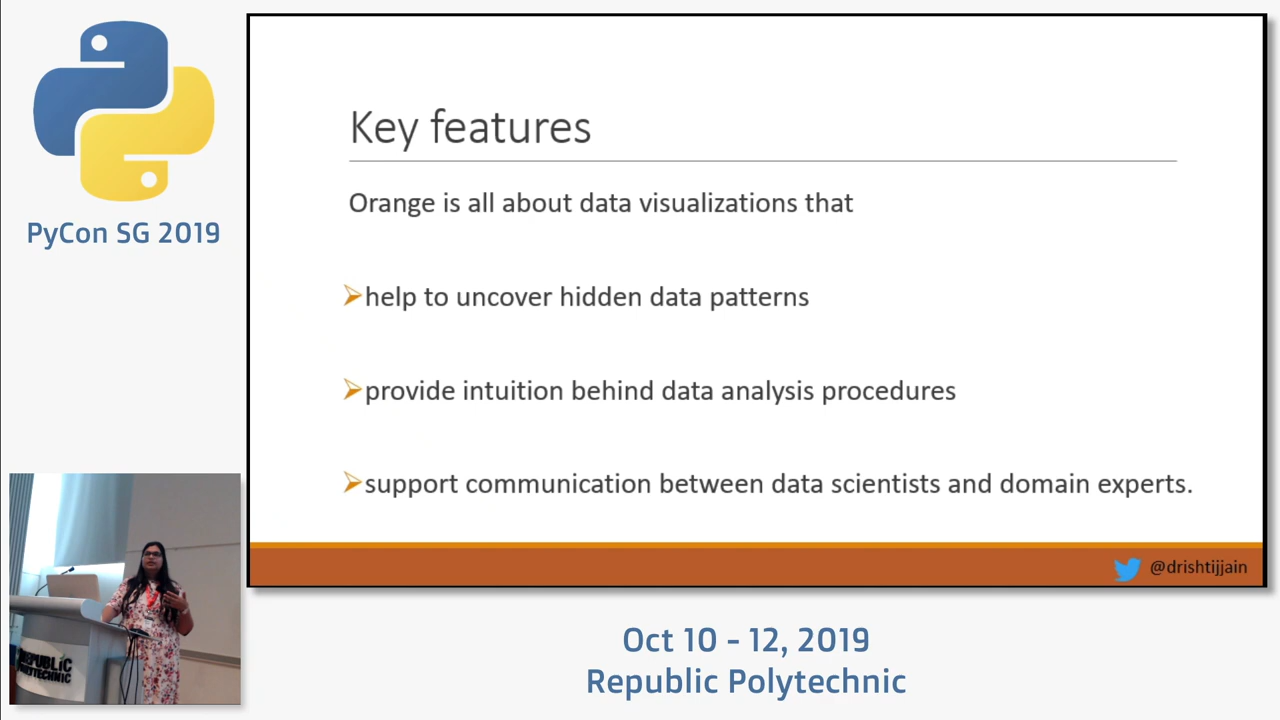 PyCon SG 2019
Key features
Orange is all about data visualizations that
help to uncover hidden data patterns
provide intuition behind data analysis procedures
support communication between data scientists and domain experts.
@drishtijjain
REPUBLIC
POLYTECHNIC
Oct 10 - 12, 2019
Republic Polytechnic